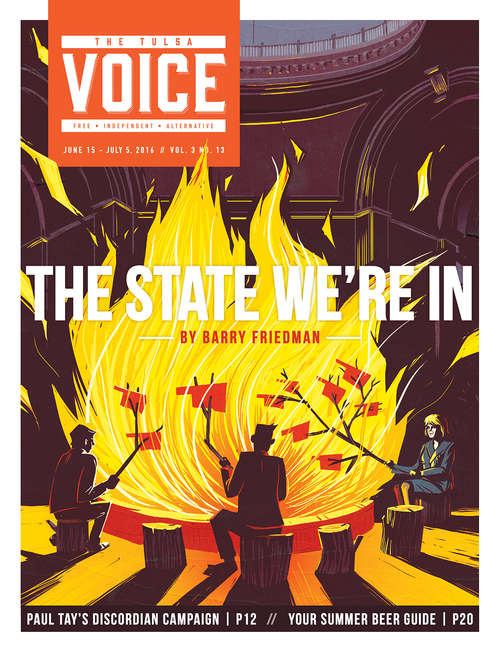 THE TULSA
VOICE
FREE • INDEPENDENT • ALTERNATIVE
JUNE 15 – JULY 5, 2016 // VOL. 3 NO. 13
THE STATE WE'RE IN
BY BARRY FRIEDMAN
PAUL TAY'S DISCORDIAN CAMPAIGN | P12 // YOUR SUMMER BEER GUIDE | P20